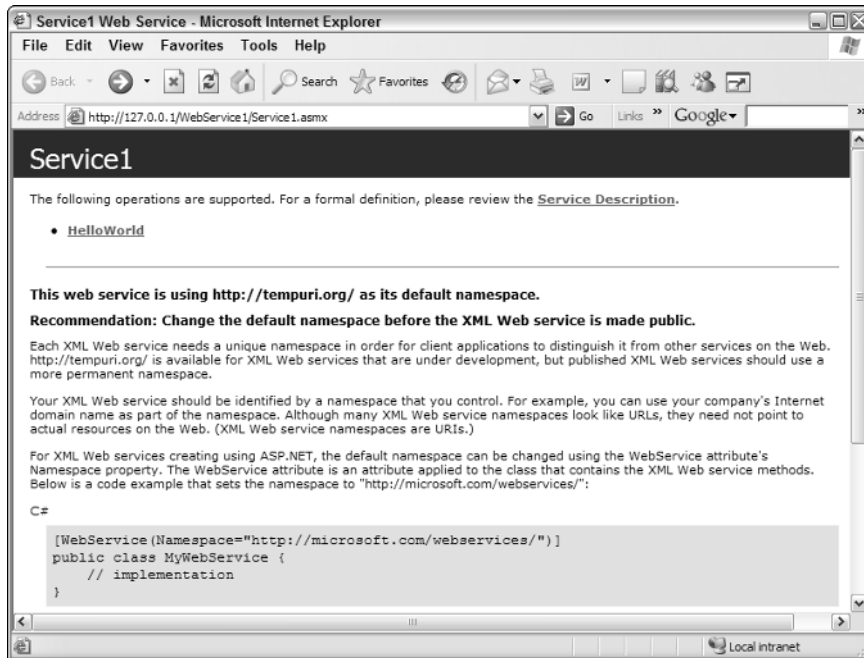 Service1 Web Service - Microsoft Internet Explorer
File Edit View Favorites Tools Help
Back Search Favorites
Address http://127.0.0.1/WebService1/Service1.asmx Go Links » Google »
Service1
The following operations are supported. For a formal definition, please review the Service Description.
• HelloWorld
This web service is using http://tempuri.org/ as its default namespace.
Recommendation: Change the default namespace before the XML Web service is made public.
Each XML Web service needs a unique namespace in order for client applications to distinguish it from other services on the Web.
http://tempuri.org/ is available for XML Web services that are under development, but published XML Web services should use a
more permanent namespace.
Your XML Web service should be identified by a namespace that you control. For example, you can use your company's Internet
domain name as part of the namespace. Although many XML Web service namespaces look like URLs, they need not point to
actual resources on the Web. (XML Web service namespaces are URIs.)
For XML Web services creating using ASP.NET, the default namespace can be changed using the WebService attribute's
Namespace property. The WebService attribute is an attribute applied to the class that contains the XML Web service methods.
Below is a code example that sets the namespace to "http://microsoft.com/webservices/":
C#
[WebService(Namespace="http://microsoft.com/webservices/")]
public class MyWebService {
    // implementation
}
Local intranet